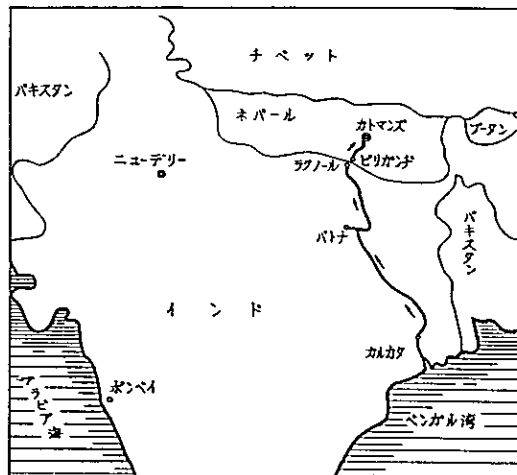 チベット
パキスタン
ネパール
カトマンズ
ブータン
ニューデリー
ラクノール
ビリガンヂ
パキスタン
パトナ
インド
カルカタ
ボンベイ
アラビア海
ベンガル湾